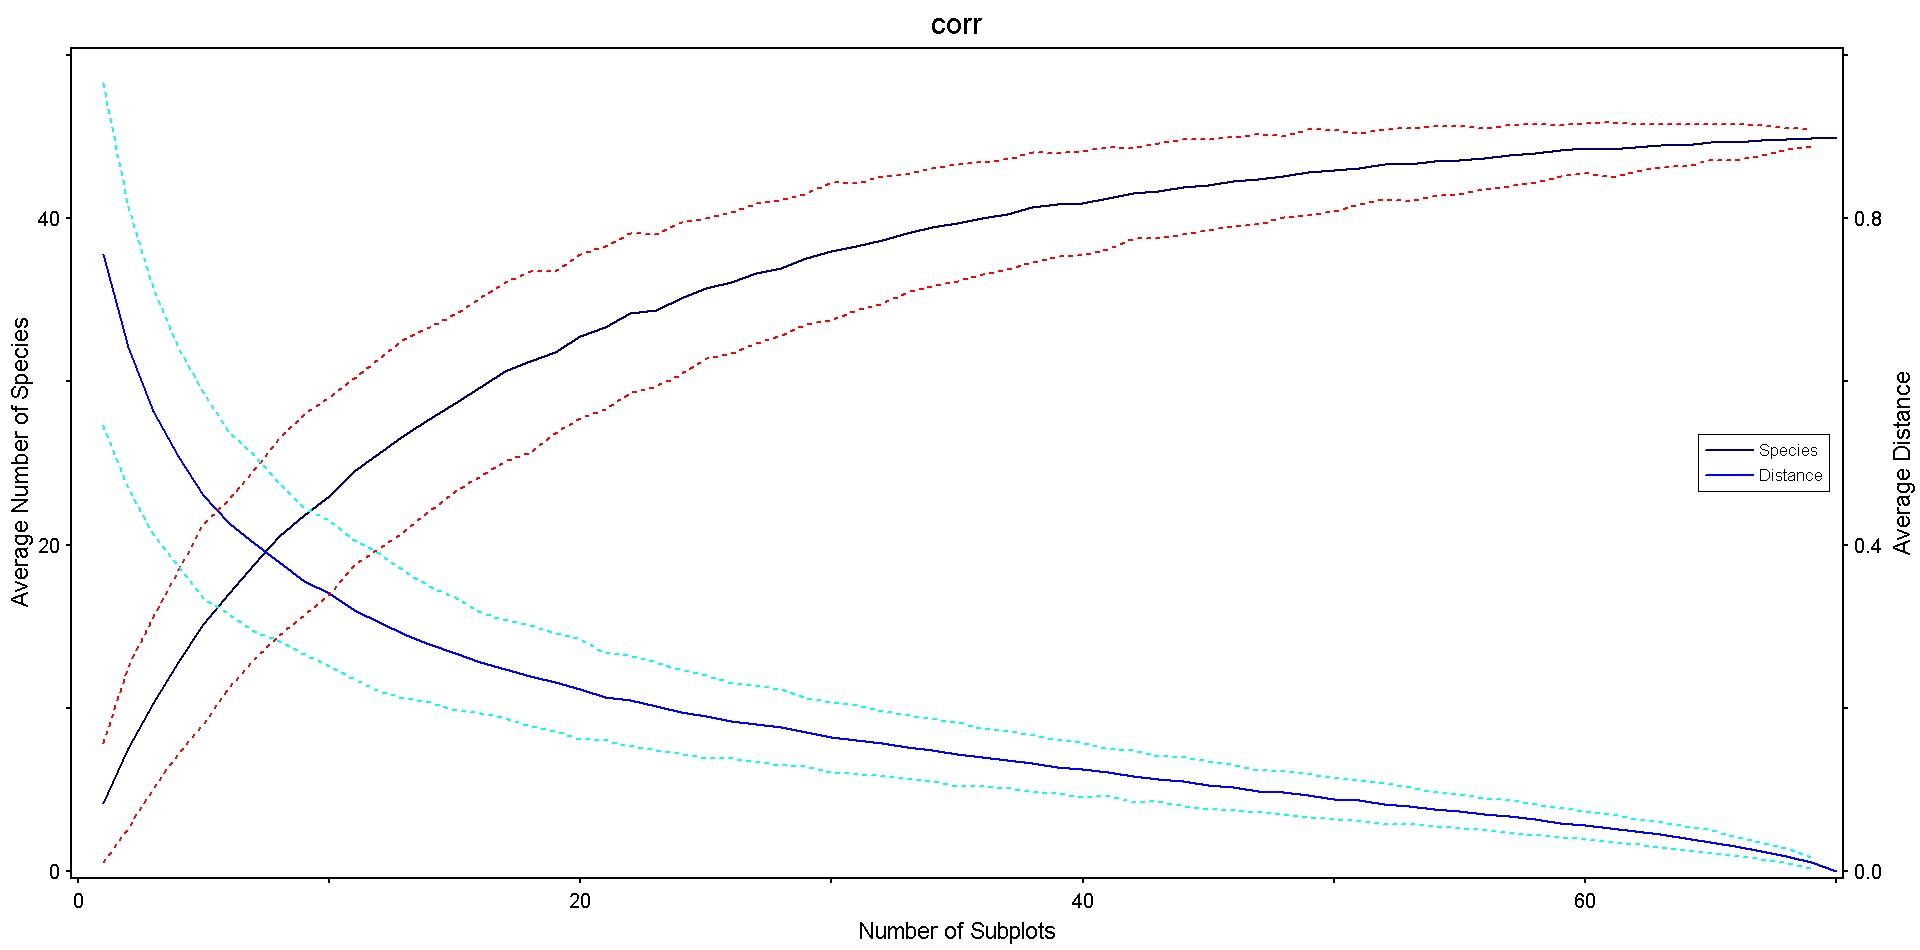 corr
Average Number of Species
40
20
0
0.8
0.4
0.0
Average Distance
Species
Distance
0
20
40
60
Number of Subplots